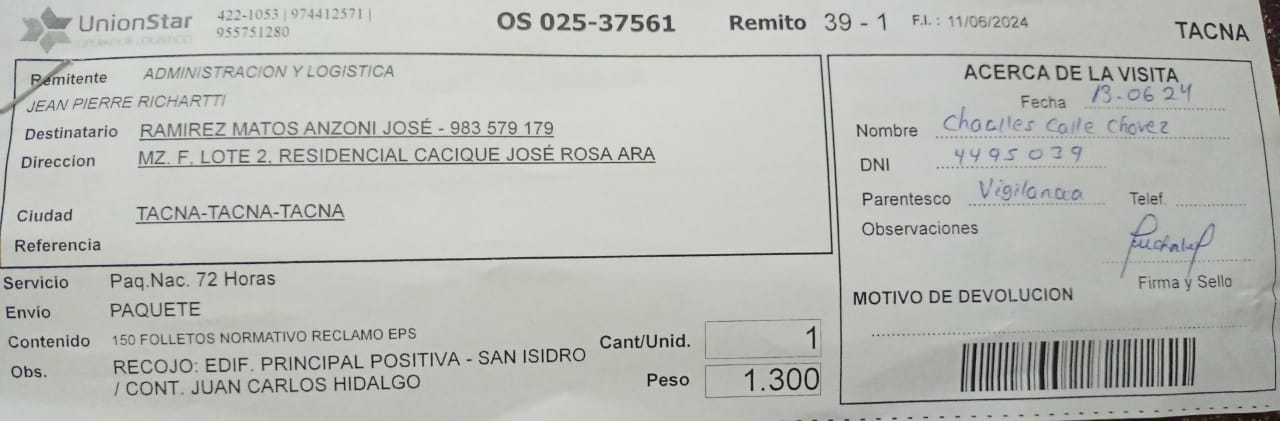 UnionStar
OPERADOR LOGISTICO
422-1053 | 974412571 |
955751280
OS 025-37561
Remito 39 - 1
F.I. : 11/06/2024
TACNA
Remitente ADMINISTRACION Y LOGISTICA
JEAN PIERRE RICHARTTI
Destinatario RAMIREZ MATOS ANZONI JOSÉ - 983 579 179
Direccion MZ. F, LOTE 2, RESIDENCIAL CACIQUE JOSÉ ROSA ARA
Ciudad TACNA-TACNA-TACNA
Referencia
Servicio Paq.Nac. 72 Horas
Envío PAQUETE
Contenido 150 FOLLETOS NORMATIVO RECLAMO EPS
Cant/Unid. 1
Obs. RECOJO: EDIF. PRINCIPAL POSITIVA - SAN ISIDRO
/ CONT. JUAN CARLOS HIDALGO
Peso 1.300
ACERCA DE LA VISITA
Fecha 13-06 24
Nombre Chaclles Calle Chavez
DNI 4495039
Parentesco Vigilancia Telef.
Observaciones
Firma y Sello
MOTIVO DE DEVOLUCION